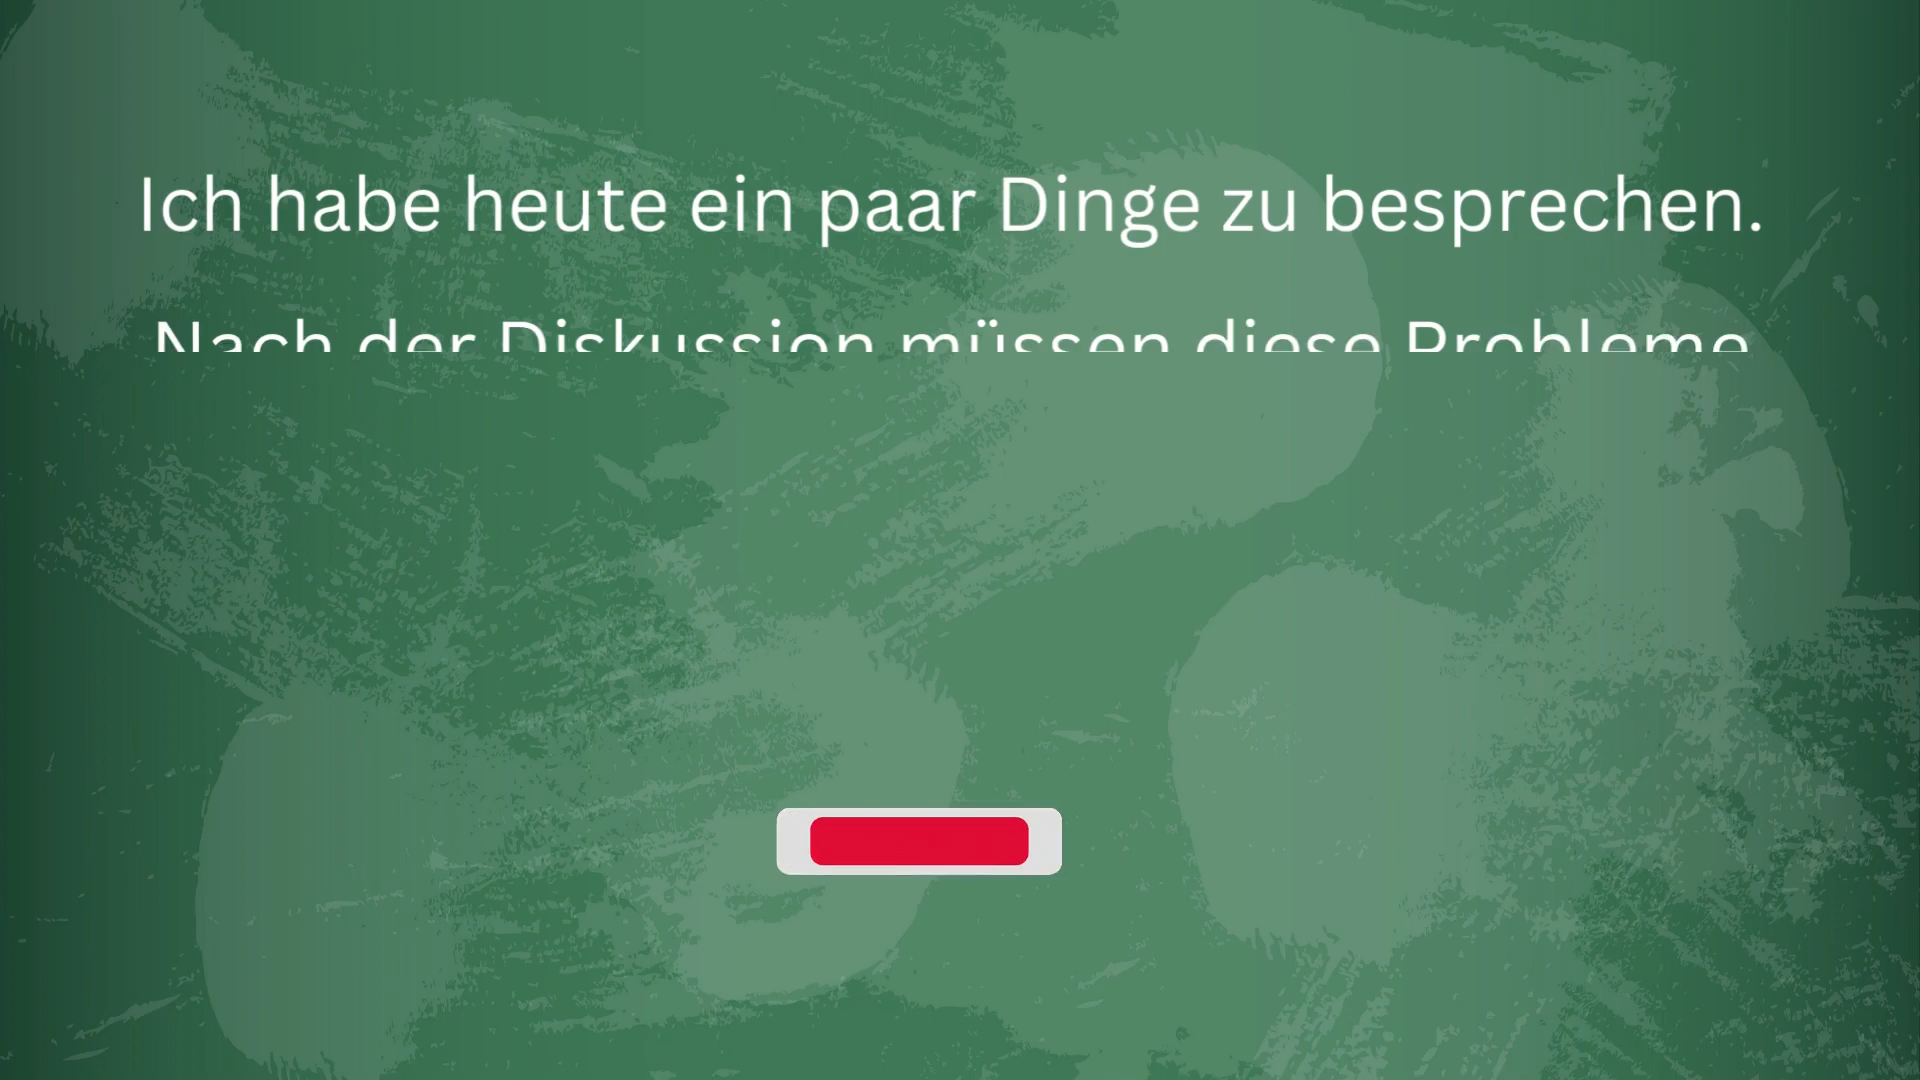 Ich habe heute ein paar Dinge zu besprechen.
Nach der Diskussion müssen diese Probleme